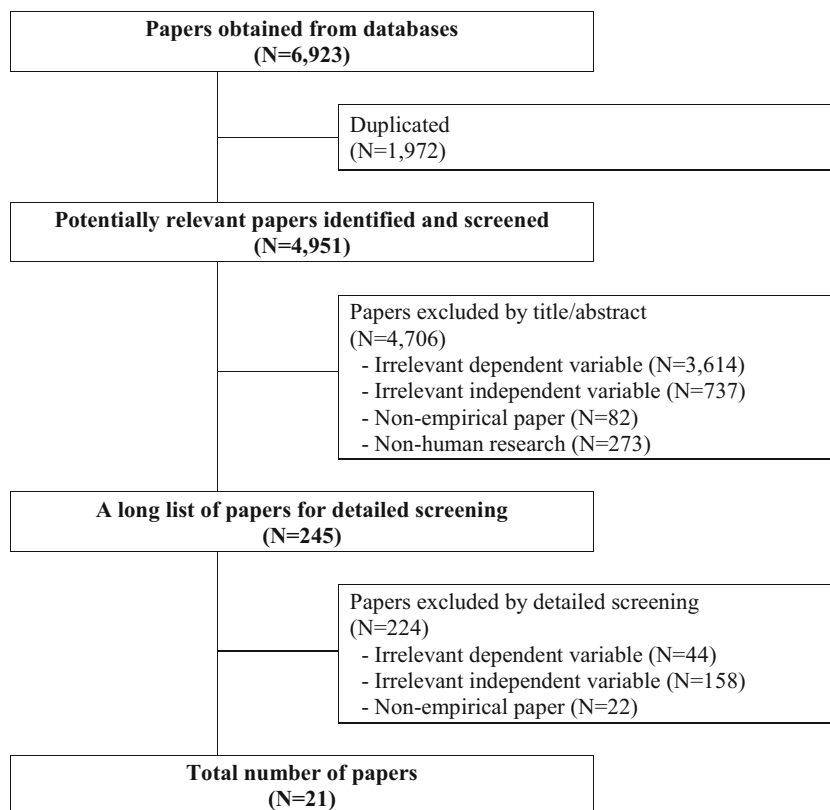 Papers obtained from databases
(N=6,923)
Duplicated
(N=1,972)
Potentially relevant papers identified and screened
(N=4,951)
Papers excluded by title/abstract
(N=4,706)
- Irrelevant dependent variable (N=3,614)
- Irrelevant independent variable (N=737)
- Non-empirical paper (N=82)
- Non-human research (N=273)
A long list of papers for detailed screening
(N=245)
Papers excluded by detailed screening
(N=224)
- Irrelevant dependent variable (N=44)
- Irrelevant independent variable (N=158)
- Non-empirical paper (N=22)
Total number of papers
(N=21)